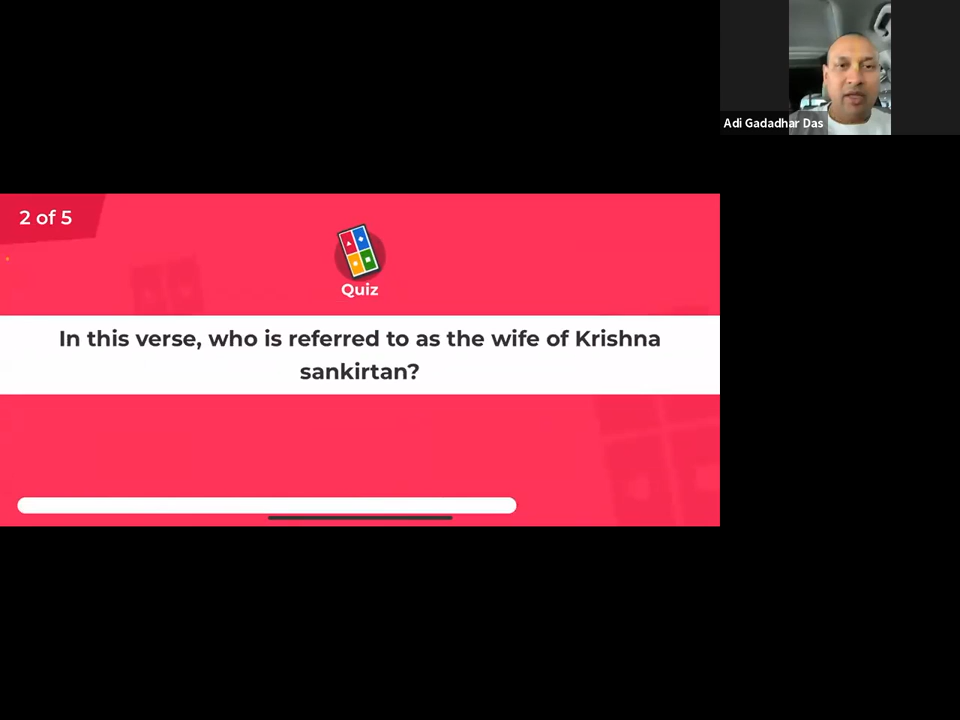 Adi Gadadhar Das
2 of 5
Quiz
In this verse, who is referred to as the wife of Krishna
sankirtan?